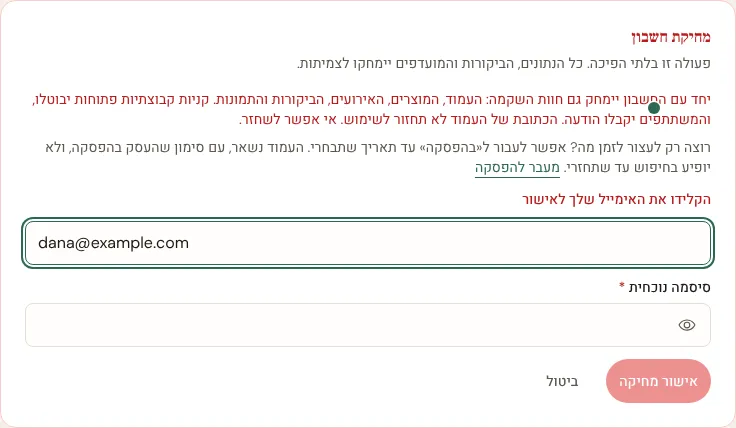 מחיקת חשבון
פעולה זו בלתי הפיכה. כל הנתונים, הביקורות והמועדפים יימחקו לצמיתות.
יחד עם החשבון יימחק גם חוות השקמה: העמוד, המוצרים, האירועים, הביקורות והתמונות. קניות קבוצתיות פתוחות יבוטלו,
והמשתתפים יקבלו הודעה. הכתובת של העמוד לא תחזור לשימוש. אי אפשר לשחזר.
רוצה רק לעצור לזמן מה? אפשר לעבור ל«בהפסקה» עד תאריך שתבחרי. העמוד נשאר, עם סימון שהעסק בהפסקה, ולא
יופיע בחיפוש עד שתחזרי. מעבר להפסקה
הקלידו את האימייל שלך לאישור
dana@example.com
סיסמה נוכחית *
אישור מחיקה
ביטול